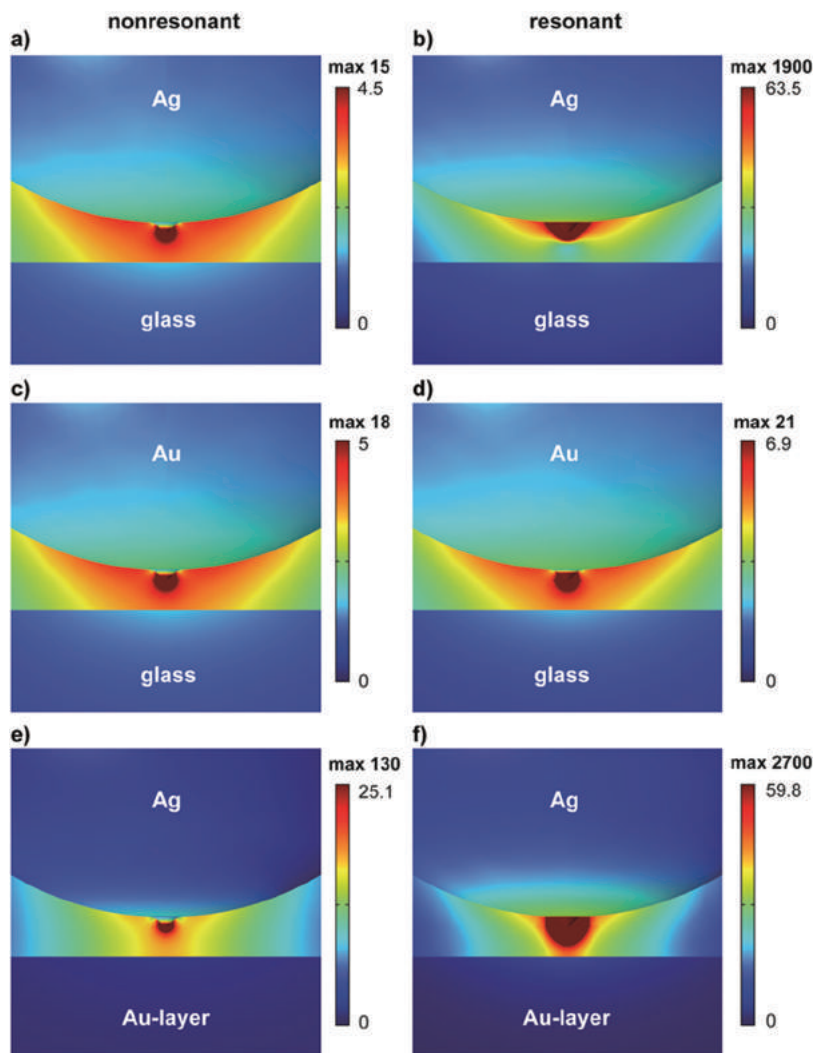 nonresonant
resonant
a)
max 15
4.5
Ag
glass
0
b)
max 1900
63.5
Ag
glass
0
c)
max 18
5
Au
glass
0
d)
max 21
6.9
Au
glass
0
e)
max 130
25.1
Ag
Au-layer
0
f)
max 2700
59.8
Ag
Au-layer
0